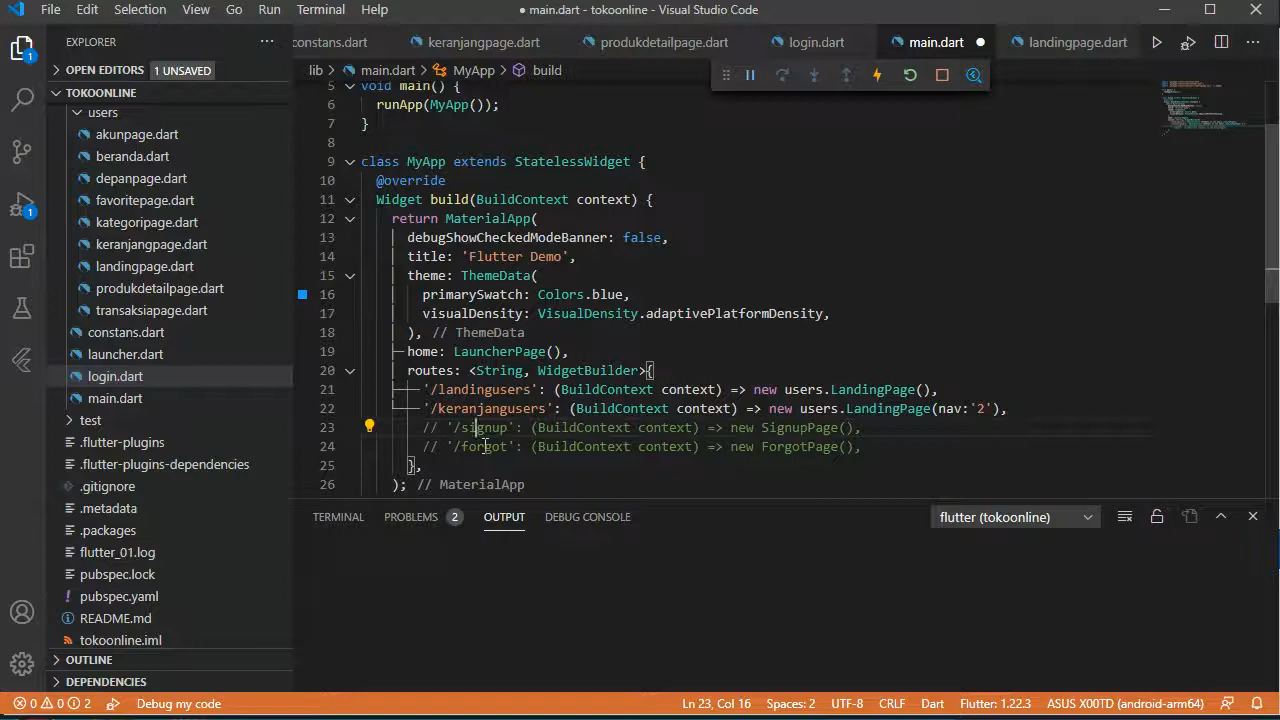 File Edit Selection View Go Run Terminal Help
● main.dart - tokoonline - Visual Studio Code
EXPLORER
constans.dart
keranjangpage.dart
produkdetailpage.dart
login.dart
main.dart
landingpage.dart
OPEN EDITORS 1 UNSAVED
TOKOONLINE
users
akunpage.dart
beranda.dart
depanpage.dart
favoritepage.dart
kategoripage.dart
keranjangpage.dart
landingpage.dart
produkdetailpage.dart
transaksiapage.dart
constans.dart
launcher.dart
login.dart
main.dart
test
.flutter-plugins
.flutter-plugins-dependencies
.gitignore
.metadata
.packages
flutter_01.log
pubspec.lock
pubspec.yaml
README.md
tokoonline.iml
OUTLINE
DEPENDENCIES
1
1
lib > main.dart > MyApp > build
5 void main() {
6 runApp(MyApp());
7 }
8
9 class MyApp extends StatelessWidget {
10 @override
11 Widget build(BuildContext context) {
12 return MaterialApp(
13 debugShowCheckedModeBanner: false,
14 title: 'Flutter Demo',
15 theme: ThemeData(
16 primarySwatch: Colors.blue,
17 visualDensity: VisualDensity.adaptivePlatformDensity,
18 ), // ThemeData
19 home: LauncherPage(),
20 routes: <String, WidgetBuilder>{
21 '/landingusers': (BuildContext context) => new users.LandingPage(),
22 '/keranjangusers': (BuildContext context) => new users.LandingPage(nav:'2'),
23 // '/signup': (BuildContext context) => new SignupPage(),
24 // '/forgot': (BuildContext context) => new ForgotPage(),
25 },
26 ); // MaterialApp
TERMINAL PROBLEMS 2 OUTPUT DEBUG CONSOLE
flutter (tokoonline)
0 0 2 Debug my code
Ln 23, Col 16 Spaces: 2 UTF-8 CRLF Dart Flutter: 1.22.3 ASUS X00TD (android-arm64)